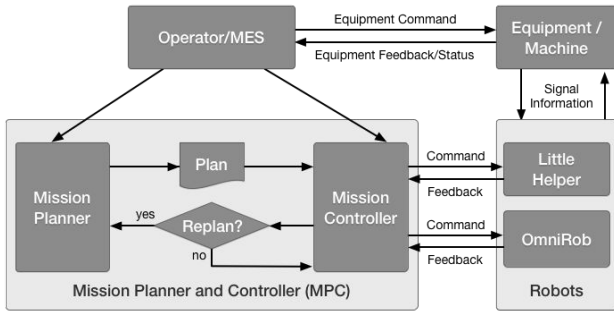 Operator/MES
Equipment Command
Equipment Feedback/Status
Equipment /
Machine
Signal
Information
Mission
Planner
Plan
yes
Replan?
no
Mission
Controller
Command
Feedback
Command
Feedback
Little
Helper
OmniRob
Mission Planner and Controller (MPC)
Robots